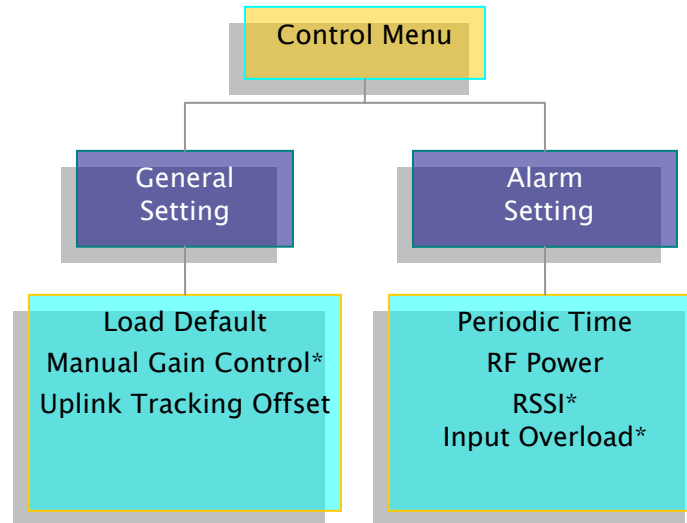 Control Menu
General
Setting
Alarm
Setting
Load Default
Manual Gain Control*
Uplink Tracking Offset
Periodic Time
RF Power
RSSI*
Input Overload*